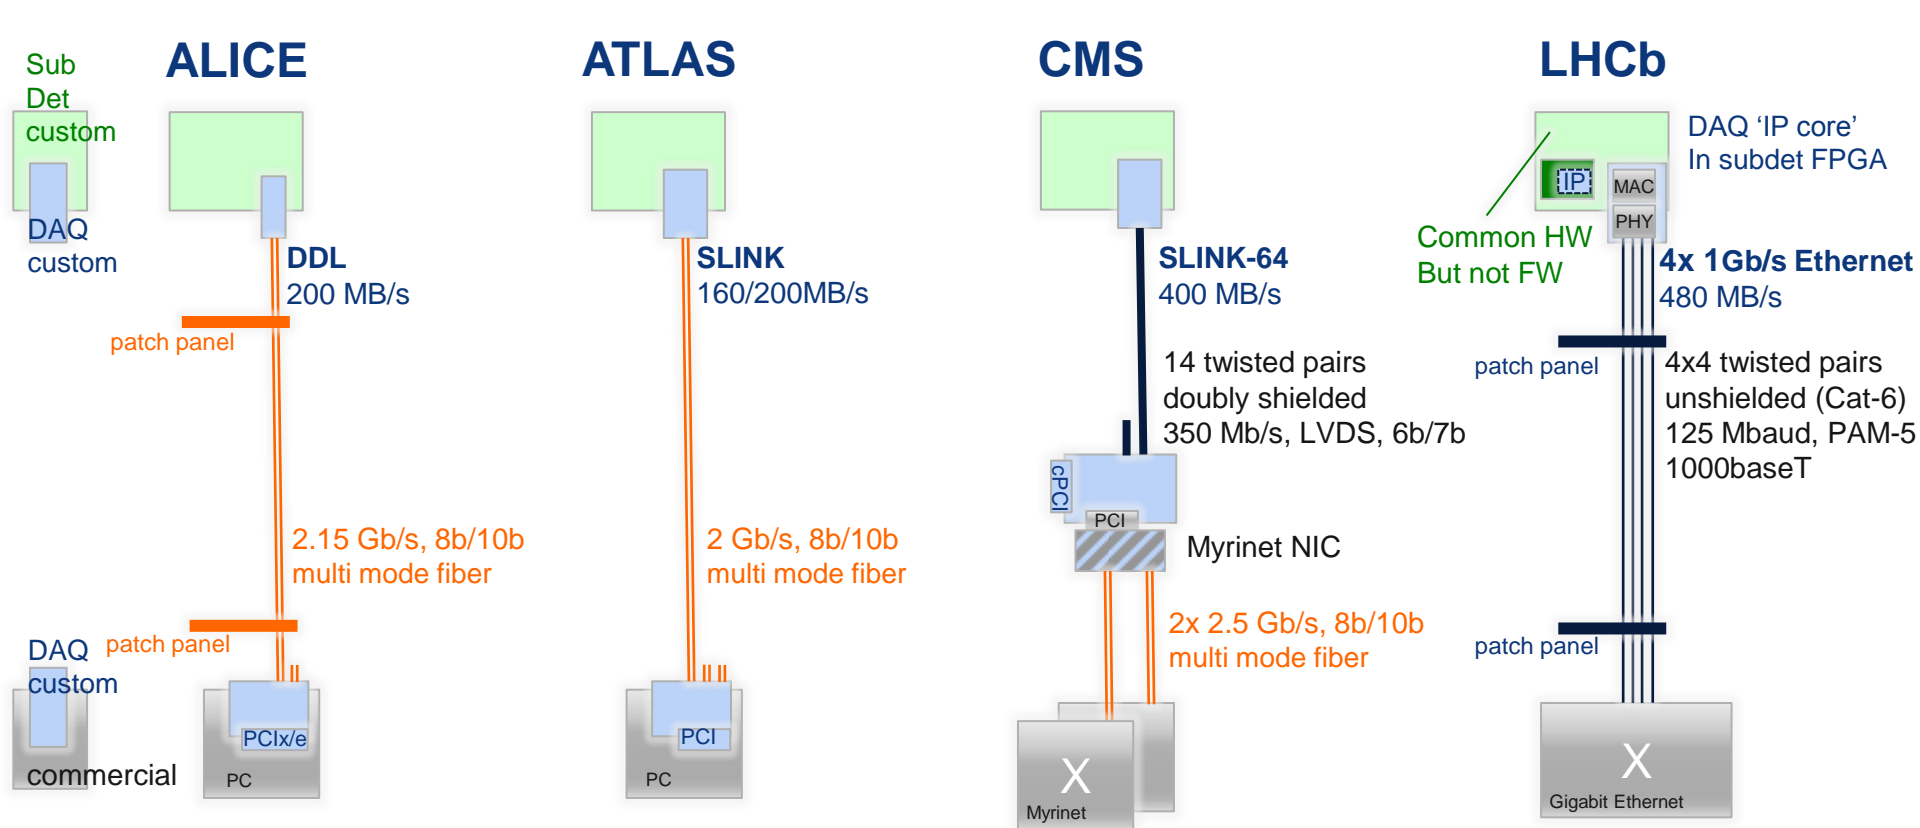 Sub
Det
custom
DAQ
custom
DAQ
custom
commercial
ALICE
DDL
200 MB/s
patch panel
2.15 Gb/s, 8b/10b
multi mode fiber
patch panel
PCIx/e
PC
ATLAS
SLINK
160/200MB/s
2 Gb/s, 8b/10b
multi mode fiber
PCI
PC
CMS
SLINK-64
400 MB/s
14 twisted pairs
doubly shielded
350 Mb/s, LVDS, 6b/7b
cPCI
PCI
Myrinet NIC
2x 2.5 Gb/s, 8b/10b
multi mode fiber
X
Myrinet
LHCb
DAQ ‘IP core’
In subdet FPGA
IP
MAC
PHY
Common HW
But not FW
4x 1Gb/s Ethernet
480 MB/s
patch panel
4x4 twisted pairs
unshielded (Cat-6)
125 Mbaud, PAM-5
1000baseT
patch panel
X
Gigabit Ethernet